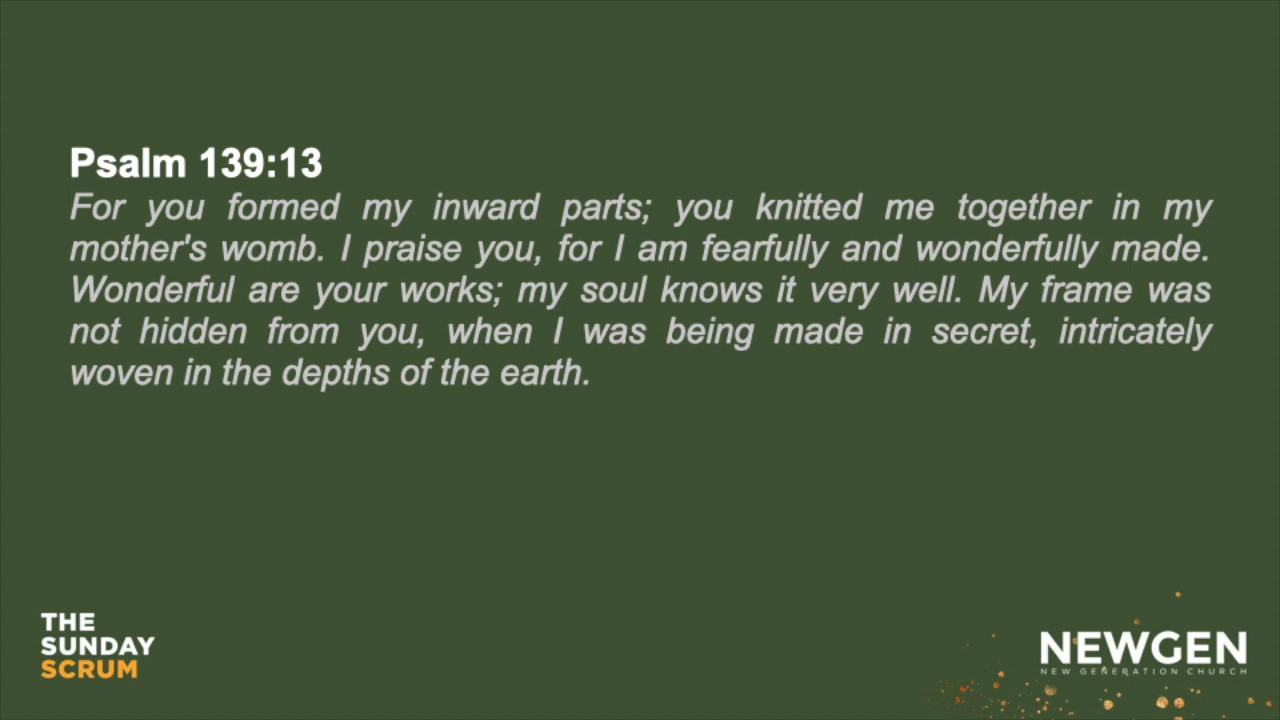 Psalm 139:13
For you formed my inward parts; you knitted me together in my
mother's womb. I praise you, for I am fearfully and wonderfully made.
Wonderful are your works; my soul knows it very well. My frame was
not hidden from you, when I was being made in secret, intricately
woven in the depths of the earth.
THE
SUNDAY
SCRUM
NEWGEN
NEW GENERATION CHURCH